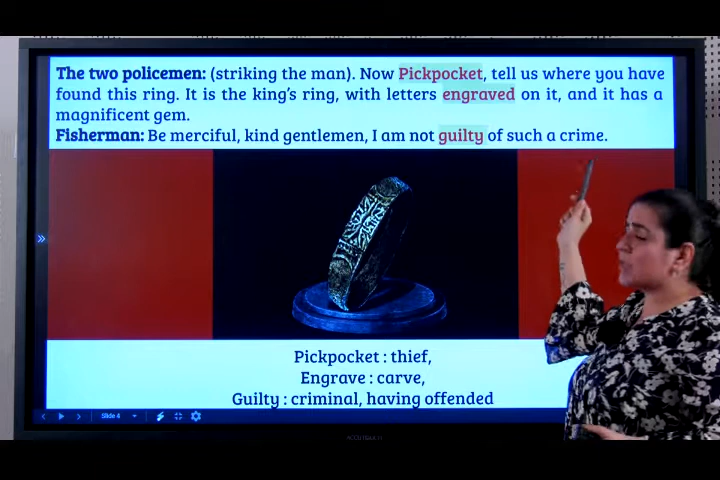 The two policemen: (striking the man). Now Pickpocket, tell us where you have
found this ring. It is the king's ring, with letters engraved on it, and it has a
magnificent gem.
Fisherman: Be merciful, kind gentlemen, I am not guilty of such a crime.
Pickpocket : thief,
Engrave : carve,
Guilty : criminal, having offended
Slide 4